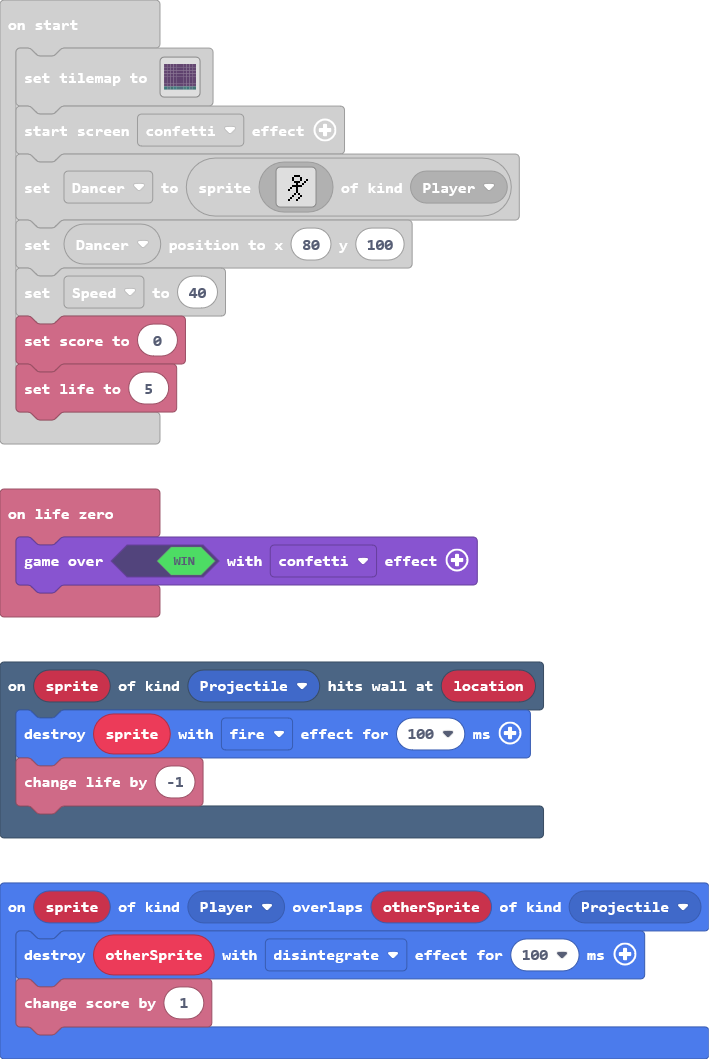 on start
set tilemap to
start screen confetti effect
set Dancer to sprite of kind Player
set Dancer position to x 80 y 100
set Speed to 40
set score to 0
set life to 5
on life zero
game over WIN with confetti effect
on sprite of kind Projectile hits wall at location
destroy sprite with fire effect for 100 ms
change life by -1
on sprite of kind Player overlaps otherSprite of kind Projectile
destroy otherSprite with disintegrate effect for 100 ms
change score by 1